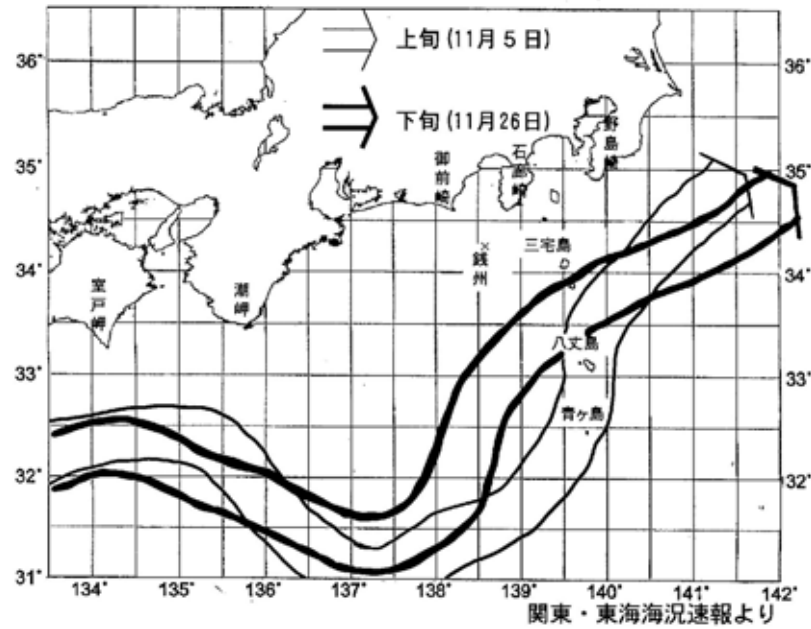 上旬 (11月5日)
下旬 (11月26日)
36°
35°
34°
33°
32°
31°
36°
35°
34°
33°
32°
野島崎
石廊崎
御前崎
三宅島
銭州
室戸岬
潮岬
八丈島
青ヶ島
134°
135°
136°
137°
138°
139°
140°
141°
142°
関東・東海海況速報より